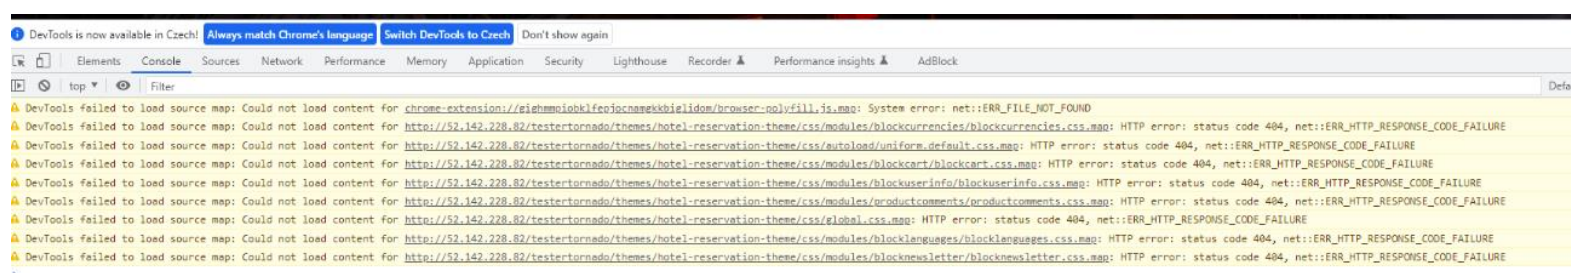 DevTools is now available in Czech! Always match Chrome's language Switch DevTools to Czech Don't show again
Elements Console Sources Network Performance Memory Application Security Lighthouse Recorder Performance insights AdBlock
top Filter Defa
DevTools failed to load source map: Could not load content for chrome-extension://gighmmpiobklfepjocnamgkkbiglidom/browser-polyfill.js.map: System error: net::ERR_FILE_NOT_FOUND
DevTools failed to load source map: Could not load content for http://52.142.228.82/testertornado/themes/hotel-reservation-theme/css/modules/blockcurrencies/blockcurrencies.css.map: HTTP error: status code 404, net::ERR_HTTP_RESPONSE_CODE_FAILURE
DevTools failed to load source map: Could not load content for http://52.142.228.82/testertornado/themes/hotel-reservation-theme/css/autoload/uniform.default.css.map: HTTP error: status code 404, net::ERR_HTTP_RESPONSE_CODE_FAILURE
DevTools failed to load source map: Could not load content for http://52.142.228.82/testertornado/themes/hotel-reservation-theme/css/modules/blockcart/blockcart.css.map: HTTP error: status code 404, net::ERR_HTTP_RESPONSE_CODE_FAILURE
DevTools failed to load source map: Could not load content for http://52.142.228.82/testertornado/themes/hotel-reservation-theme/css/modules/blockuserinfo/blockuserinfo.css.map: HTTP error: status code 404, net::ERR_HTTP_RESPONSE_CODE_FAILURE
DevTools failed to load source map: Could not load content for http://52.142.228.82/testertornado/themes/hotel-reservation-theme/css/modules/productcomments/productcomments.css.map: HTTP error: status code 404, net::ERR_HTTP_RESPONSE_CODE_FAILURE
DevTools failed to load source map: Could not load content for http://52.142.228.82/testertornado/themes/hotel-reservation-theme/css/global.css.map: HTTP error: status code 404, net::ERR_HTTP_RESPONSE_CODE_FAILURE
DevTools failed to load source map: Could not load content for http://52.142.228.82/testertornado/themes/hotel-reservation-theme/css/modules/blocklanguages/blocklanguages.css.map: HTTP error: status code 404, net::ERR_HTTP_RESPONSE_CODE_FAILURE
DevTools failed to load source map: Could not load content for http://52.142.228.82/testertornado/themes/hotel-reservation-theme/css/modules/blocknewsletter/blocknewsletter.css.map: HTTP error: status code 404, net::ERR_HTTP_RESPONSE_CODE_FAILURE